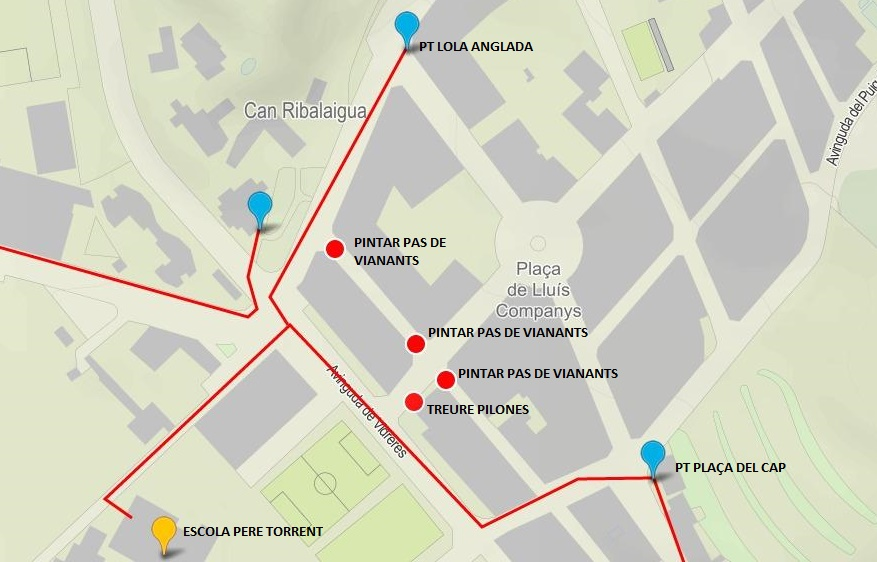 PT LOLA ANGLADA
Can Ribalaigua
Avinguda del Puig
PINTAR PAS DE
VIANANTS
Plaça
de Lluís
Companys
PINTAR PAS DE VIANANTS
PINTAR PAS DE VIANANTS
TREURE PILONES
Avinguda de Vidreres
PT PLAÇA DEL CAP
ESCOLA PERE TORRENT